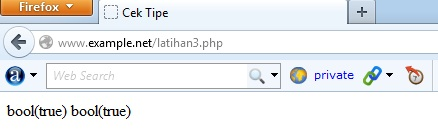 Firefox
Cek Tipe
www.example.net/latihan3.php
a
Web Search
private
bool(true) bool(true)